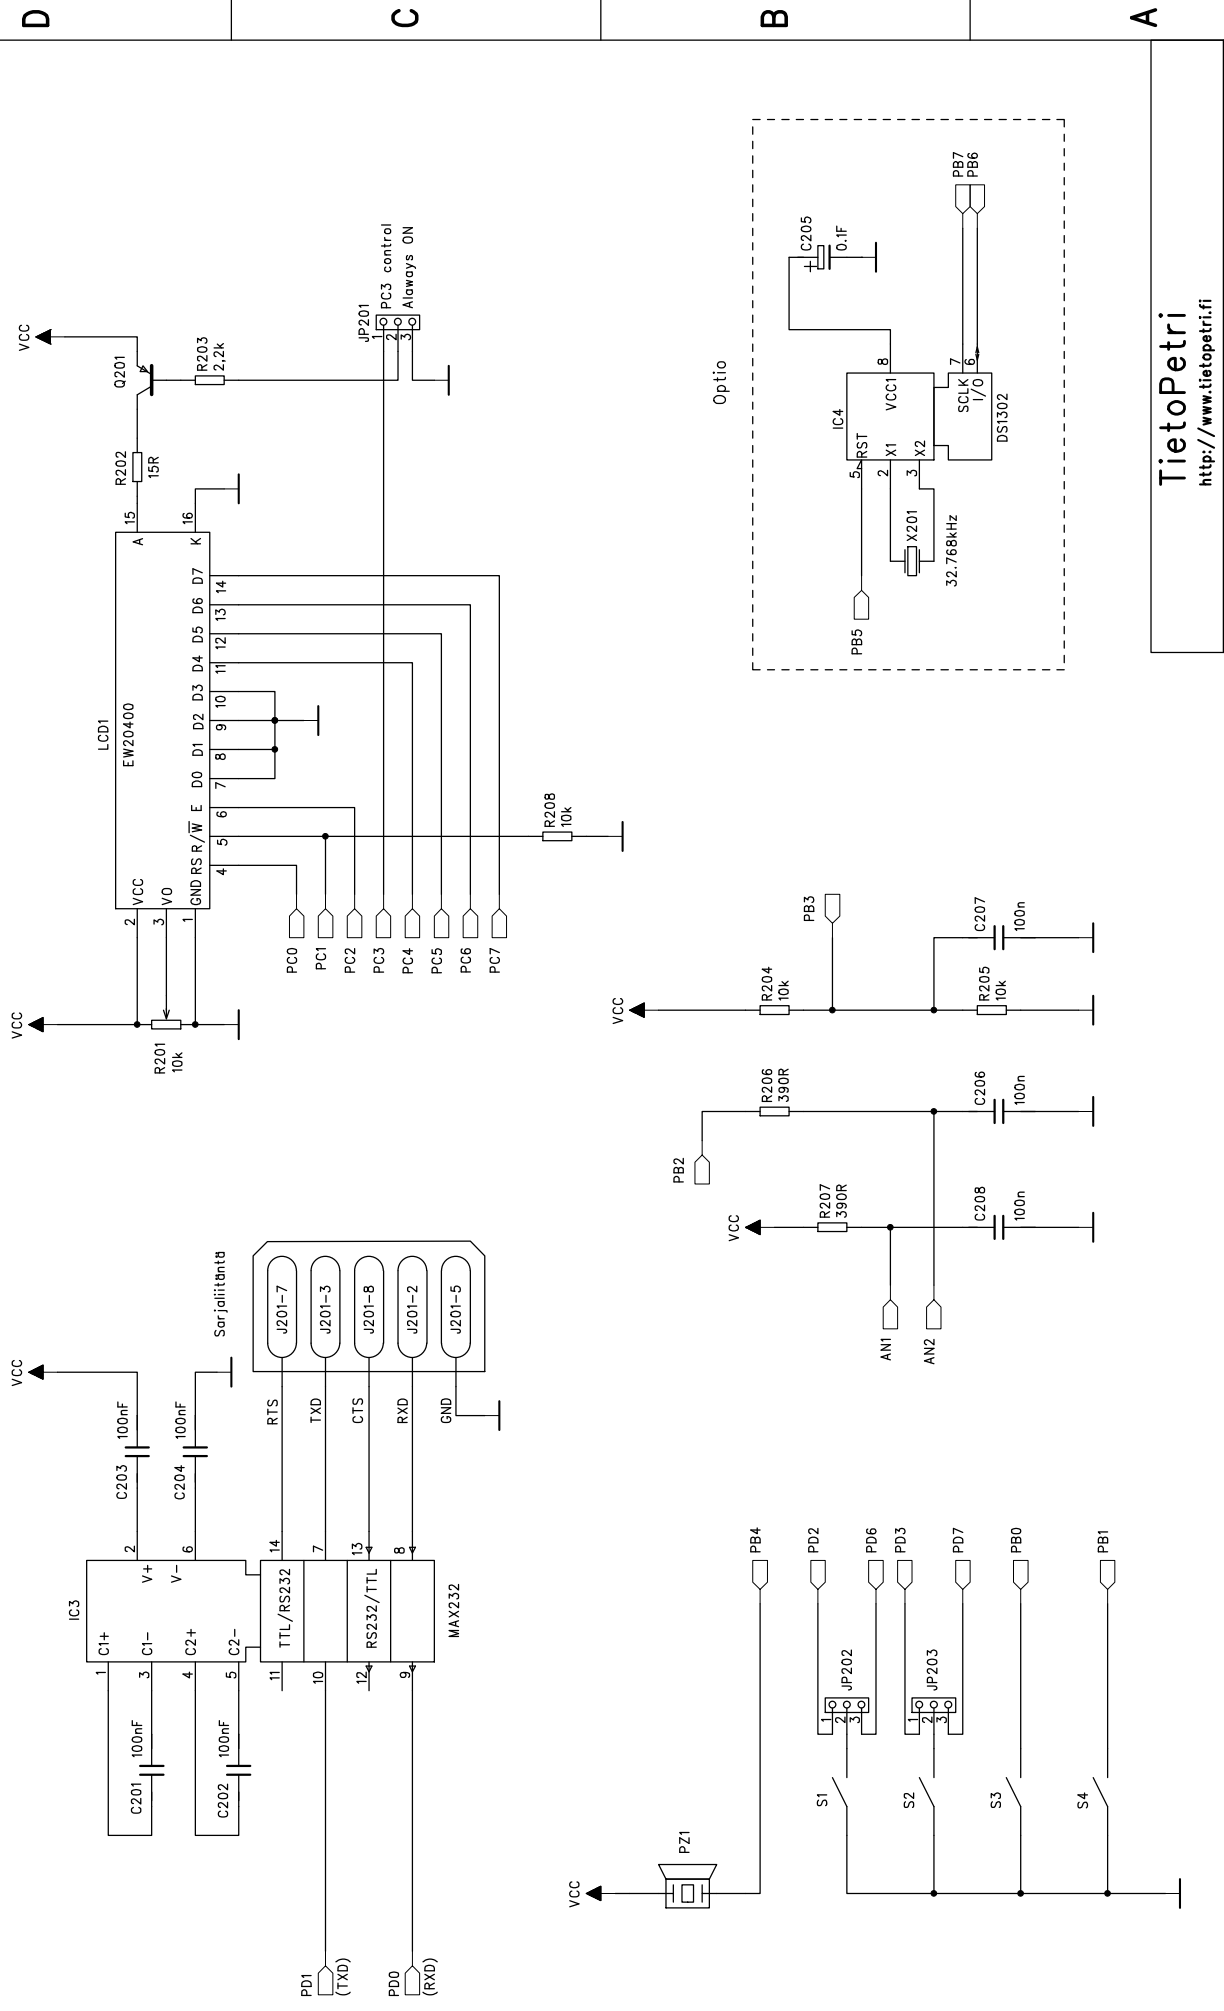 D
C
B
A
VCC
C203
100nF
C204
100nF
IC3
C1+
C1-
C2+
C2-
V+
V-
1
3
4
5
2
6
C201
100nF
C202
100nF
TTL/RS232
RS232/TTL
11
10
12
9
14
7
13
8
MAX232
RTS
TXD
CTS
RXD
GND
Sarjaliitäntä
J201-7
J201-3
J201-8
J201-2
J201-5
PD1
(TXD)
PD0
(RXD)
VCC
R201
10k
LCD1
EW20400
VCC
VO
GND
2
3
1
RS
R/W
E
D0
D1
D2
D3
D4
D5
D6
D7
4
5
6
7
8
9
10
11
12
13
14
A
K
15
16
R202
15R
Q201
VCC
R203
2,2k
JP201
1
2
3
PC3 control
Alaways ON
PC0
PC1
PC2
PC3
PC4
PC5
PC6
PC7
R208
10k
VCC
PZ1
PB4
S1
S2
S3
S4
JP202
1
2
3
JP203
1
2
3
PD2
PD6
PD3
PD7
PB0
PB1
VCC
R207
390R
C208
100n
AN1
AN2
PB2
R206
390R
C206
100n
VCC
R204
10k
PB3
R205
10k
C207
100n
Optio
IC4
RST
X1
X2
VCC1
SCLK
I/O
5
2
3
8
7
6
DS1302
PB5
X201
32.768kHz
C205
+
0.1F
PB7
PB6
TietoPetri
http://www.tietopetri.fi